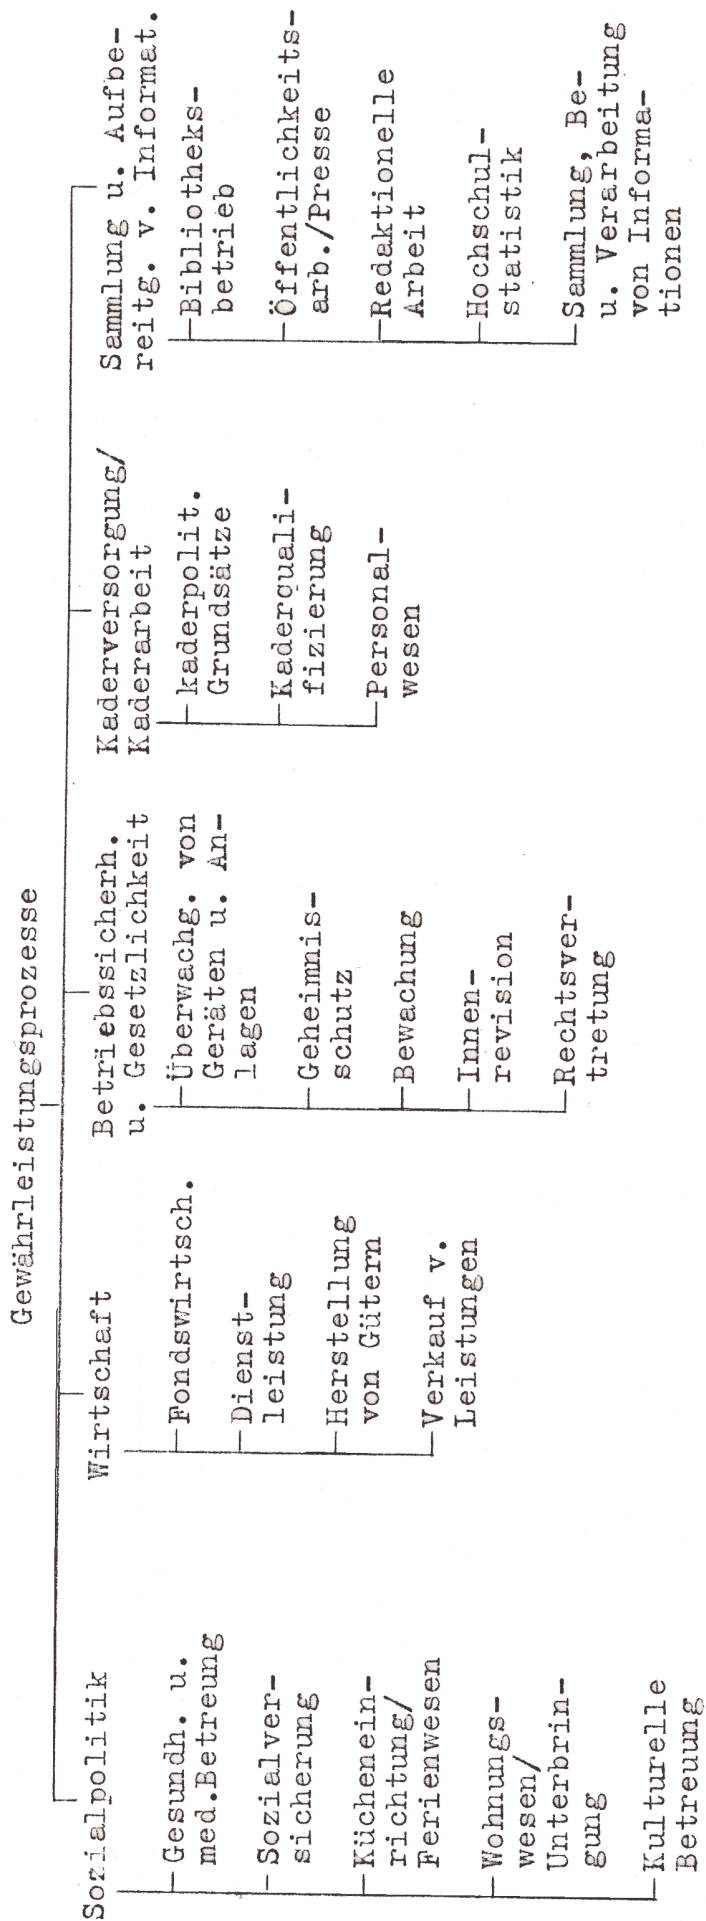 Gewährleistungsprozesse
Sozialpolitik
Gesundh. u.
med.Betreung
Sozialver-
sicherung
Küchenein-
richtung/
Ferienwesen
Wohnungs-
wesen/
Unterbrin-
gung
Kulturelle
Betreuung
Wirtschaft
Fondswirtsch.
Dienst-
leistung
Herstellung
von Gütern
Verkauf v.
Leistungen
Betriebssicherh.
u. Gesetzlichkeit
Überwachg. von
Geräten u. An-
lagen
Geheimnis-
schutz
Bewachung
Innen-
revision
Rechtsver-
tretung
Kaderversorgung/
Kaderarbeit
kaderpolit.
Grundsätze
Kaderquali-
fizierung
Personal-
wesen
Sammlung u. Aufbe-
reitg. v. Informat.
Bibliotheks-
betrieb
Öffentlichkeits-
arb./Presse
Redaktionelle
Arbeit
Hochschul-
statistik
Sammlung, Be-
u. Verarbeitung
von Informa-
tionen